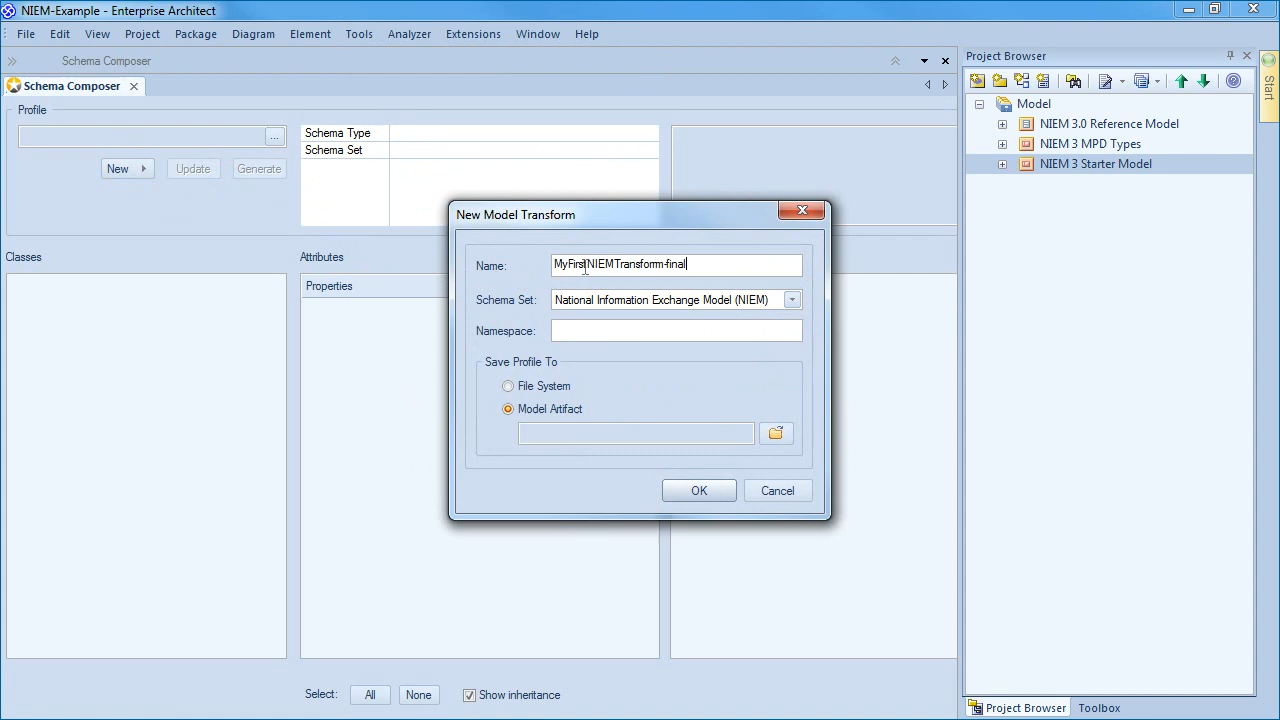 NIEM-Example - Enterprise Architect
File Edit View Project Package Diagram Element Tools Analyzer Extensions Window Help
Schema Composer
Schema Composer
Profile
...
New Update Generate
Schema Type
Schema Set
Classes
Attributes
Properties
New Model Transform
Name: MyFirstNIEMTransform-final
Schema Set: National Information Exchange Model (NIEM)
Namespace:
Save Profile To
File System
Model Artifact
OK Cancel
Select: All None Show inheritance
Project Browser
Model
NIEM 3.0 Reference Model
NIEM 3 MPD Types
NIEM 3 Starter Model
Project Browser Toolbox
Start